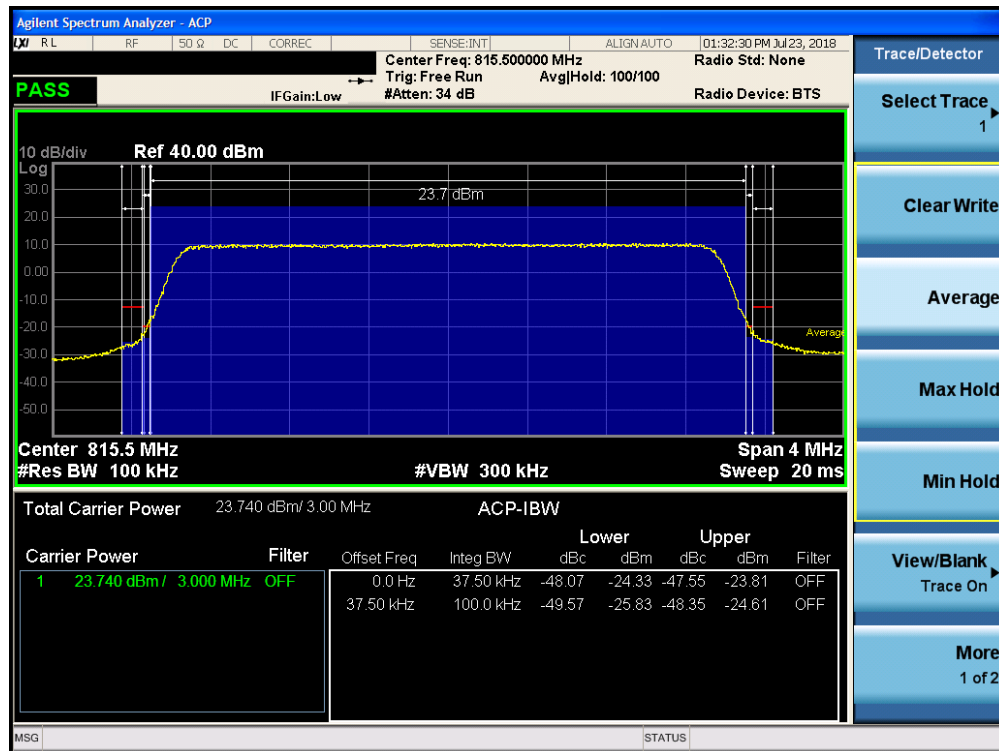 Agilent Spectrum Analyzer - ACP
LXI RL RF 50 Ω DC CORREC SENSE:INT ALIGN AUTO 01:32:30 PM Jul 23, 2018
Center Freq: 815.500000 MHz Radio Std: None
Trig: Free Run Avg|Hold: 100/100
PASS IFGain:Low #Atten: 34 dB Radio Device: BTS
10 dB/div Ref 40.00 dBm
Log
30.0
23.7 dBm
20.0
10.0
0.00
-10.0
-20.0
Average
-30.0
-40.0
-50.0
Center 815.5 MHz Span 4 MHz
#Res BW 100 kHz #VBW 300 kHz Sweep 20 ms
Total Carrier Power 23.740 dBm/ 3.00 MHz ACP-IBW
Lower Upper
Carrier Power Filter Offset Freq Integ BW dBc dBm dBc dBm Filter
1 23.740 dBm / 3.000 MHz OFF 0.0 Hz 37.50 kHz -48.07 -24.33 -47.55 -23.81 OFF
37.50 kHz 100.0 kHz -49.57 -25.83 -48.35 -24.61 OFF
MSG STATUS
Trace/Detector
Select Trace
1
Clear Write
Average
Max Hold
Min Hold
View/Blank
Trace On
More
1 of 2